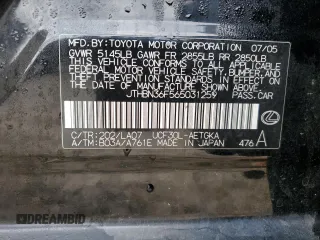 MFD. BY: TOYOTA MOTOR CORPORATION 07/05
GVWR 5145LB GAWR FR 2855LB RR 2850LB
THIS VEHICLE CONFORMS TO ALL APPLICABLE
FEDERAL MOTOR VEHICLE SAFETY, BUMPER, AND
THEFT PREVENTION STANDARDS IN EFFECT ON
THE DATE OF MANUFACTURE SHOWN ABOVE.
JTHBN36F565031259 PASS. CAR
C/TR: 202/LA07 UCF30L-AETGKA
A/TM: B03A/A761E MADE IN JAPAN 476 A